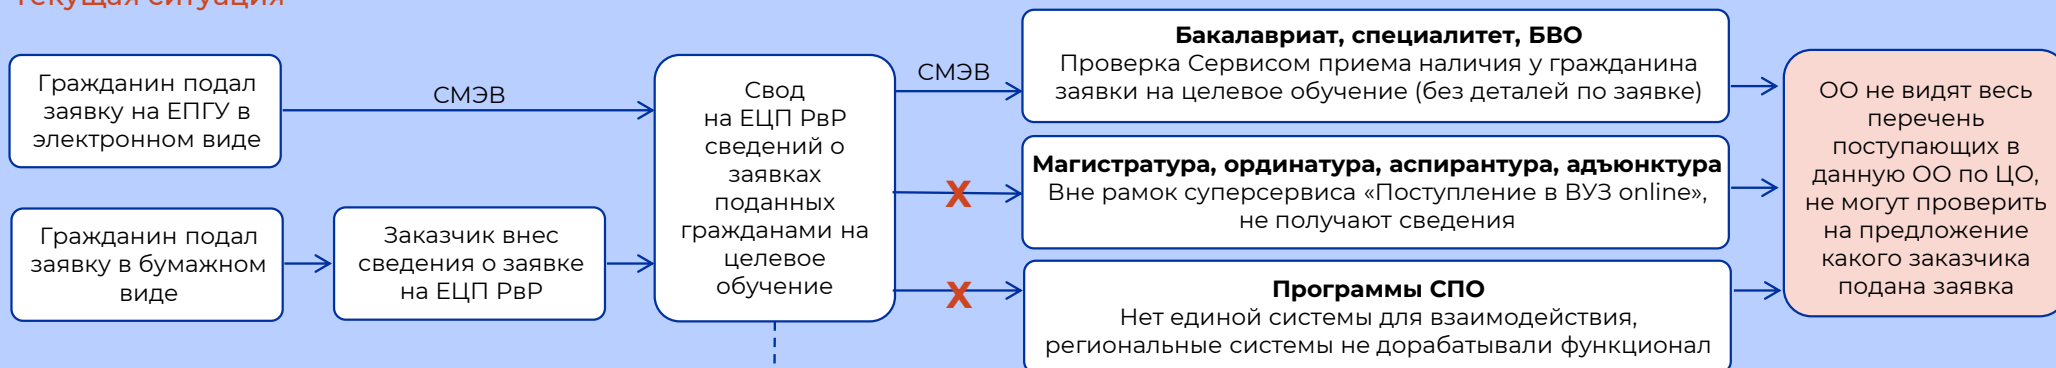 Текущая ситуация
Гражданин подал
заявку на ЕПГУ в
электронном виде
СМЭВ
Гражданин подал
заявку в бумажном
виде
Заказчик внес
сведения о заявке
на ЕЦП РвР
Свод
на ЕЦП РвР
сведений о
заявках
поданных
гражданами на
целевое
обучение
СМЭВ
Бакалавриат, специалитет, БВО
Проверка Сервисом приема наличия у гражданина
заявки на целевое обучение (без деталей по заявке)
X
Магистратура, ординатура, аспирантура, адъюнктура
Вне рамок суперсервиса «Поступление в ВУЗ online»,
не получают сведения
X
Программы СПО
Нет единой системы для взаимодействия,
региональные системы не дорабатывали функционал
ОО не видят весь
перечень
поступающих в
данную ОО по ЦО,
не могут проверить
на предложение
какого заказчика
подана заявка